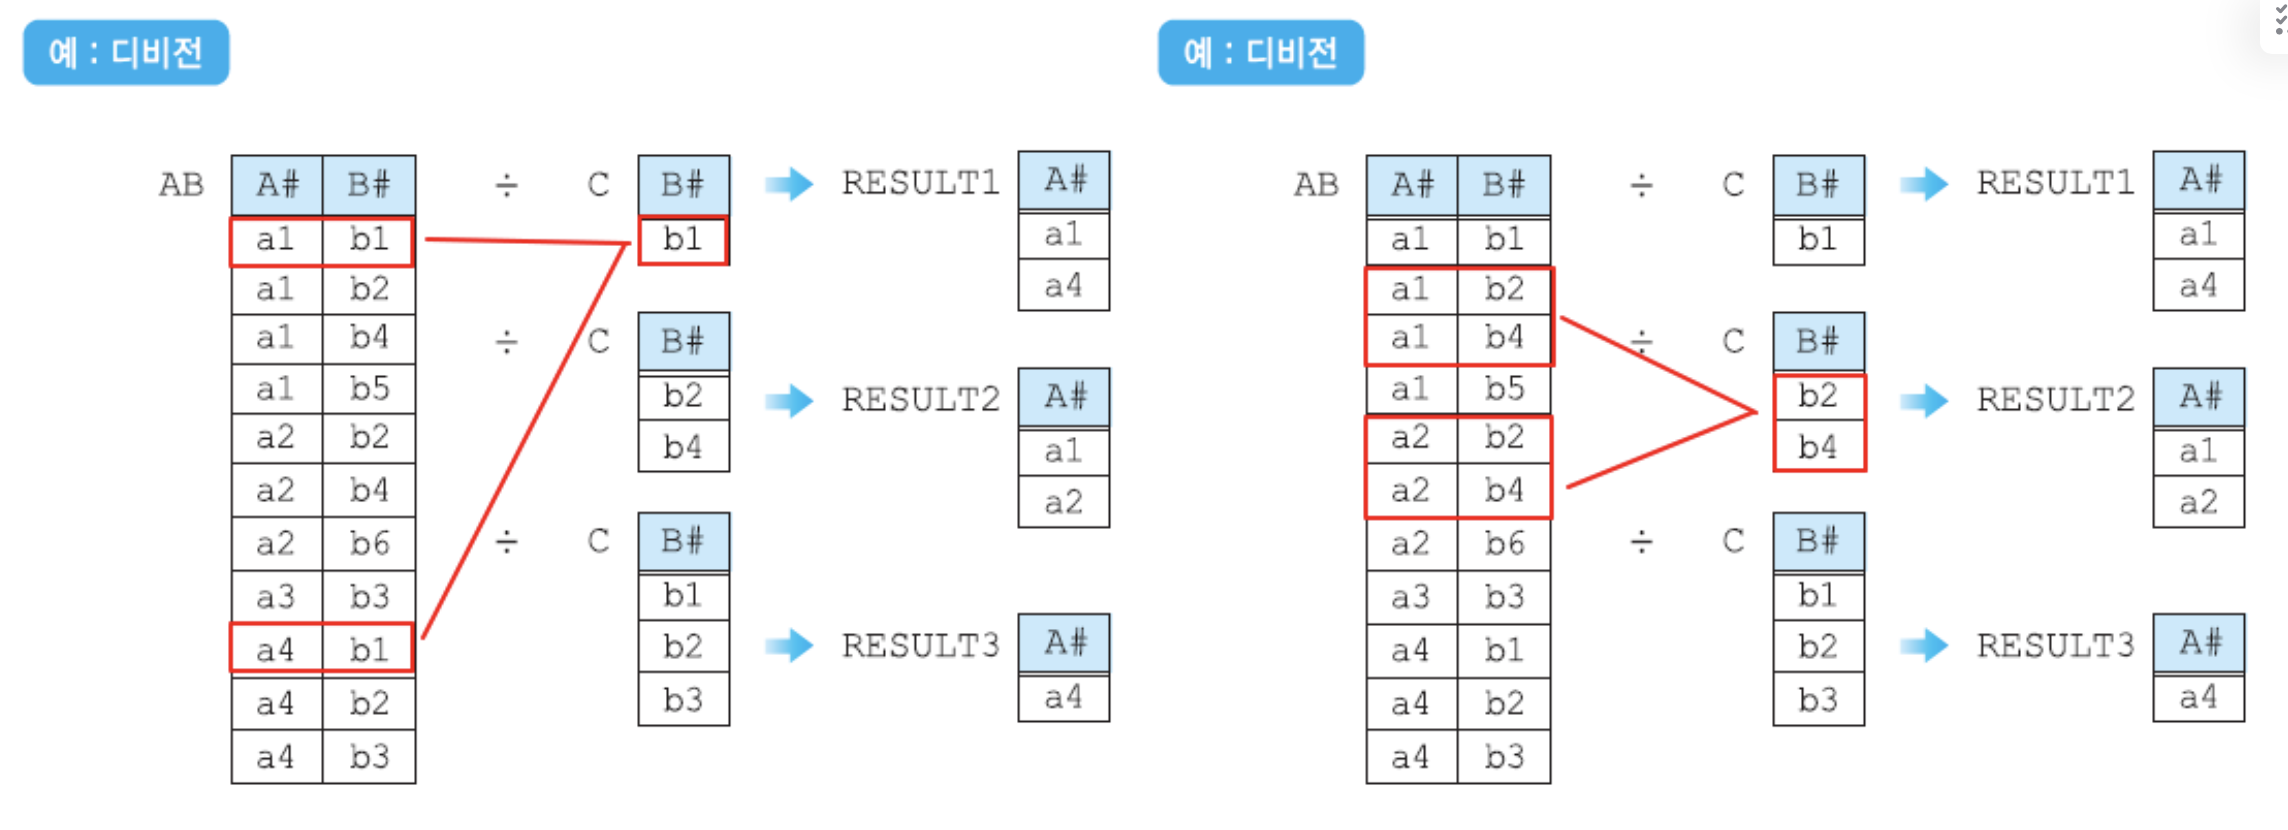 예 : 디비전
AB A# B# ÷ C B# RESULT1 A#
a1 b1 b1 a1
a1 b2 a4
a1 b4 ÷ C B#
a1 b5 b2 RESULT2 A#
a2 b2 b4 a1
a2 b4 a2
a2 b6 ÷ C B#
a3 b3 b1
a4 b1 b2 RESULT3 A#
a4 b2 b3 a4
a4 b3
예 : 디비전
AB A# B# ÷ C B# RESULT1 A#
a1 b1 b1 a1
a1 b2 a4
a1 b4 ÷ C B#
a1 b5 b2 RESULT2 A#
a2 b2 b4 a1
a2 b4 a2
a2 b6 ÷ C B#
a3 b3 b1
a4 b1 b2 RESULT3 A#
a4 b2 b3 a4
a4 b3